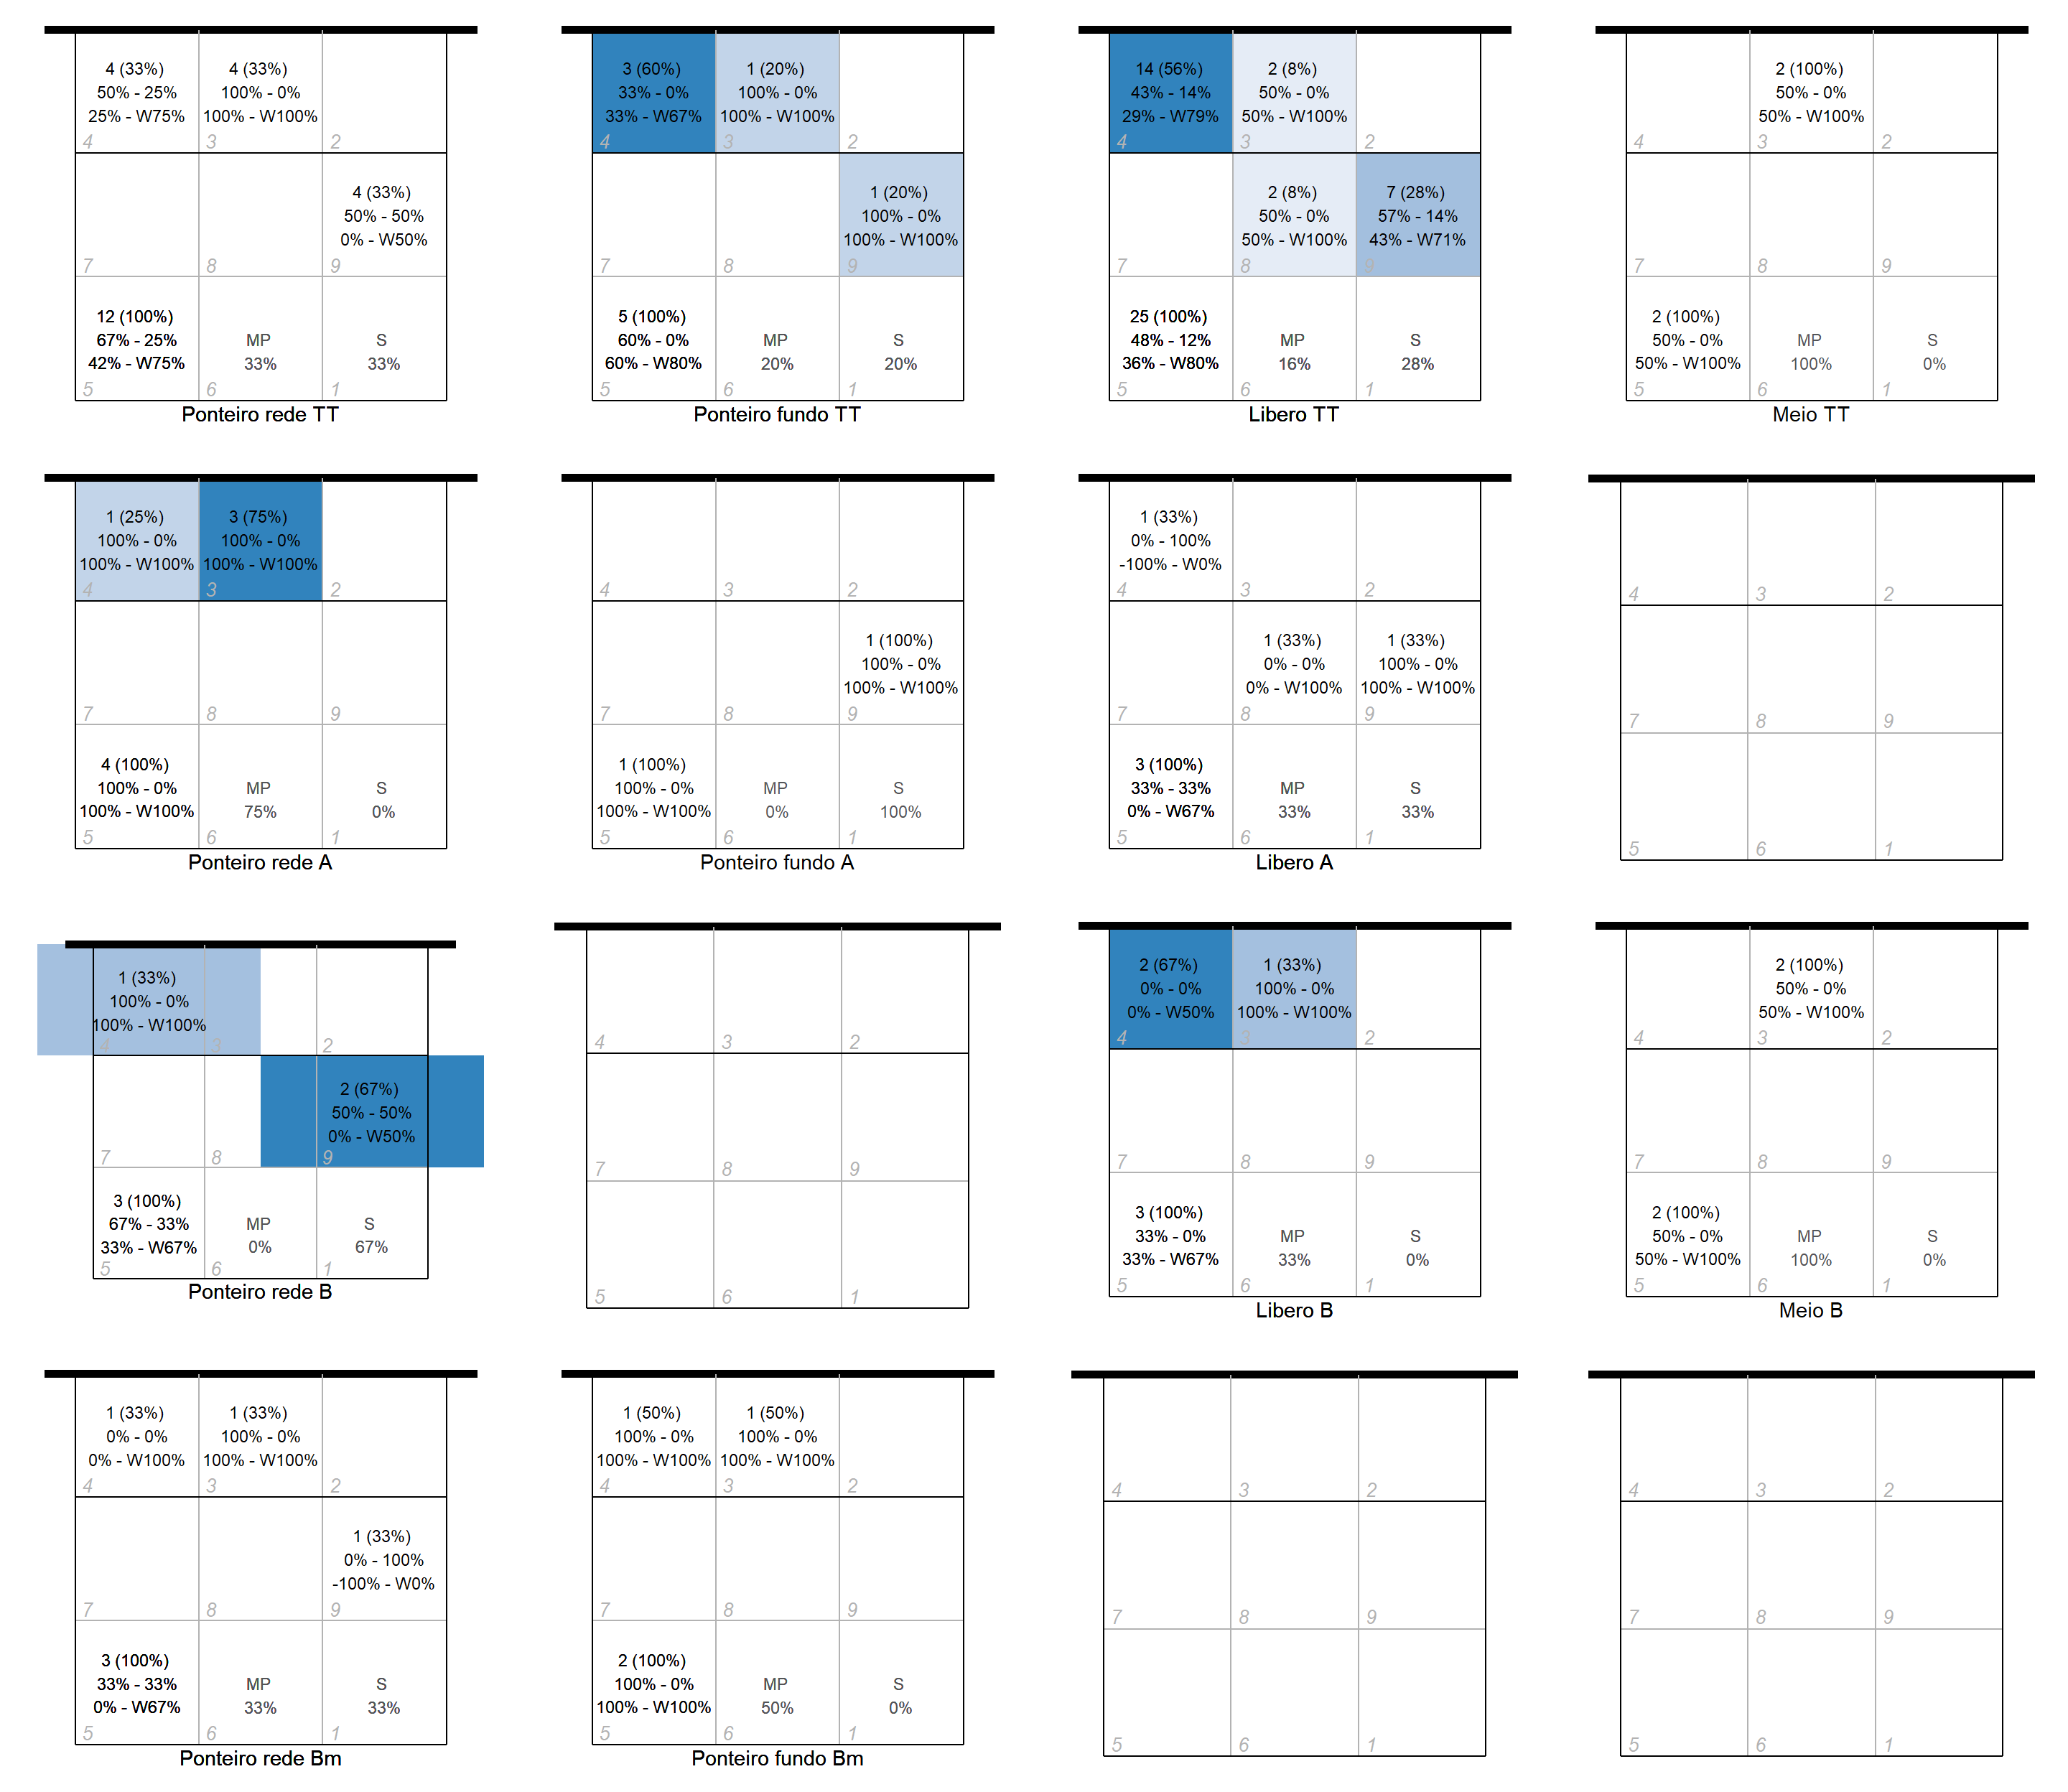 4 (33%)
50% - 25%
25% - W75%
4
4 (33%)
100% - 0%
100% - W100%
3
2
7
8
4 (33%)
50% - 50%
0% - W50%
9
12 (100%)
67% - 25%
42% - W75%
5
MP
33%
6
S
33%
1
Ponteiro rede TT
3 (60%)
33% - 0%
33% - W67%
4
1 (20%)
100% - 0%
100% - W100%
3
2
7
8
1 (20%)
100% - 0%
100% - W100%
9
5 (100%)
60% - 0%
60% - W80%
5
MP
20%
6
S
20%
1
Ponteiro fundo TT
14 (56%)
43% - 14%
29% - W79%
4
2 (8%)
50% - 0%
50% - W100%
3
2
7
2 (8%)
50% - 0%
50% - W100%
8
7 (28%)
57% - 14%
43% - W71%
9
25 (100%)
48% - 12%
36% - W80%
5
MP
16%
6
S
28%
1
Libero TT
4
2 (100%)
50% - 0%
50% - W100%
3
2
7
8
9
2 (100%)
50% - 0%
50% - W100%
5
MP
100%
6
S
0%
1
Meio TT
1 (25%)
100% - 0%
100% - W100%
4
3 (75%)
100% - 0%
100% - W100%
3
2
7
8
9
4 (100%)
100% - 0%
100% - W100%
5
MP
75%
6
S
0%
1
Ponteiro rede A
4
3
2
7
8
1 (100%)
100% - 0%
100% - W100%
9
1 (100%)
100% - 0%
100% - W100%
5
MP
0%
6
S
100%
1
Ponteiro fundo A
1 (33%)
0% - 100%
-100% - W0%
4
3
2
7
1 (33%)
0% - 0%
0% - W100%
8
1 (33%)
100% - 0%
100% - W100%
9
3 (100%)
33% - 33%
0% - W67%
5
MP
33%
6
S
33%
1
Libero A
4
3
2
7
8
9
5
6
1
1 (33%)
100% - 0%
100% - W100%
4
3
2
7
8
2 (67%)
50% - 50%
0% - W50%
9
3 (100%)
67% - 33%
33% - W67%
5
MP
0%
6
S
67%
1
Ponteiro rede B
4
3
2
7
8
9
5
6
1
2 (67%)
0% - 0%
0% - W50%
4
1 (33%)
100% - 0%
100% - W100%
3
2
7
8
9
3 (100%)
33% - 0%
33% - W67%
5
MP
33%
6
S
0%
1
Libero B
4
2 (100%)
50% - 0%
50% - W100%
3
2
7
8
9
2 (100%)
50% - 0%
50% - W100%
5
MP
100%
6
S
0%
1
Meio B
1 (33%)
0% - 0%
0% - W100%
4
1 (33%)
100% - 0%
100% - W100%
3
2
7
8
1 (33%)
0% - 100%
-100% - W0%
9
3 (100%)
33% - 33%
0% - W67%
5
MP
33%
6
S
33%
1
Ponteiro rede Bm
1 (50%)
100% - 0%
100% - W100%
4
1 (50%)
100% - 0%
100% - W100%
3
2
7
8
9
2 (100%)
100% - 0%
100% - W100%
5
MP
50%
6
S
0%
1
Ponteiro fundo Bm
4
3
2
7
8
9
5
6
1
4
3
2
7
8
9
5
6
1